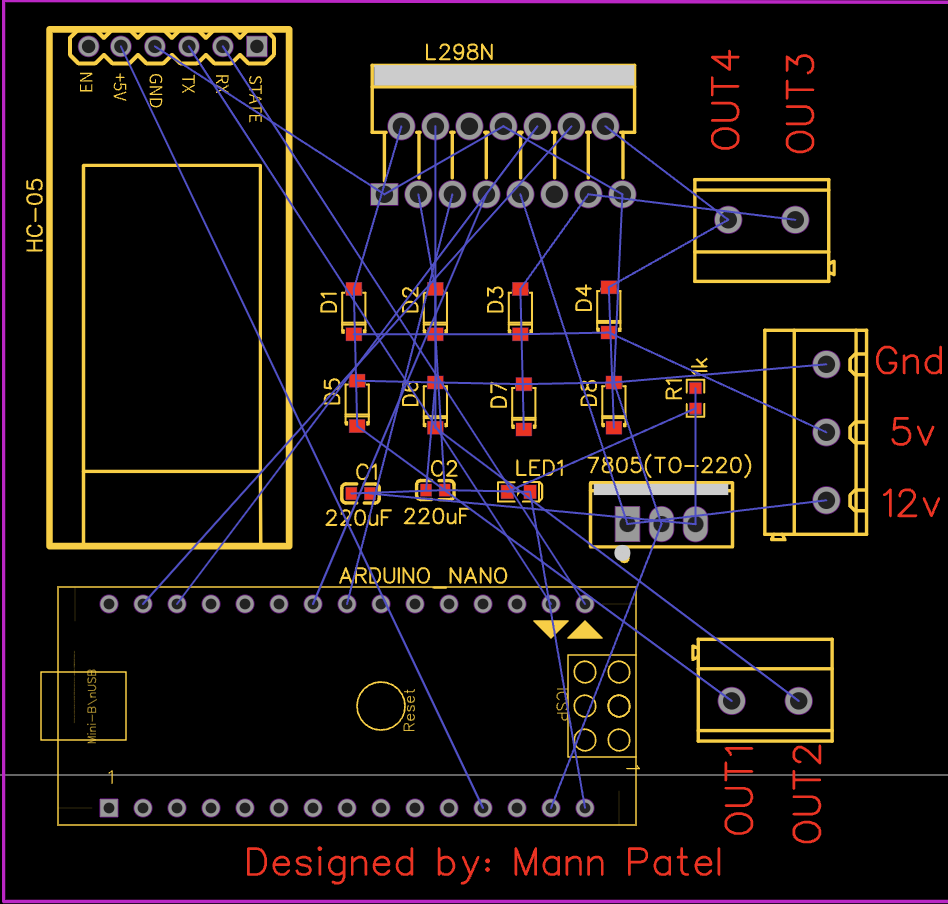 L298N
OUT4
OUT3
EN
+5V
GND
TX
RX
STATE
HC-05
D1
D2
D3
D4
Gnd
5v
12v
D5
D6
D7
D8
R1
1k
C1
C2
LED1
7805(TO-220)
220uF
220uF
ARDUINO_NANO
Mini-B\nUSB
Reset
ICSP
1
1
OUT1
OUT2
Designed by: Mann Patel